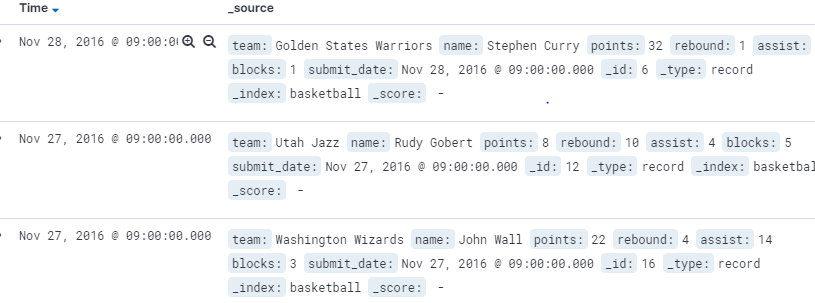 Time _source
Nov 28, 2016 @ 09:00:0 team: Golden States Warriors name: Stephen Curry points: 32 rebound: 1 assist:
blocks: 1 submit_date: Nov 28, 2016 @ 09:00:00.000 _id: 6 _type: record
_index: basketball _score: -
Nov 27, 2016 @ 09:00:00.000 team: Utah Jazz name: Rudy Gobert points: 8 rebound: 10 assist: 4 blocks: 5
submit_date: Nov 27, 2016 @ 09:00:00.000 _id: 12 _type: record _index: basketbal
_score: -
Nov 27, 2016 @ 09:00:00.000 team: Washington Wizards name: John Wall points: 22 rebound: 4 assist: 14
blocks: 3 submit_date: Nov 27, 2016 @ 09:00:00.000 _id: 16 _type: record
_index: basketball _score: -